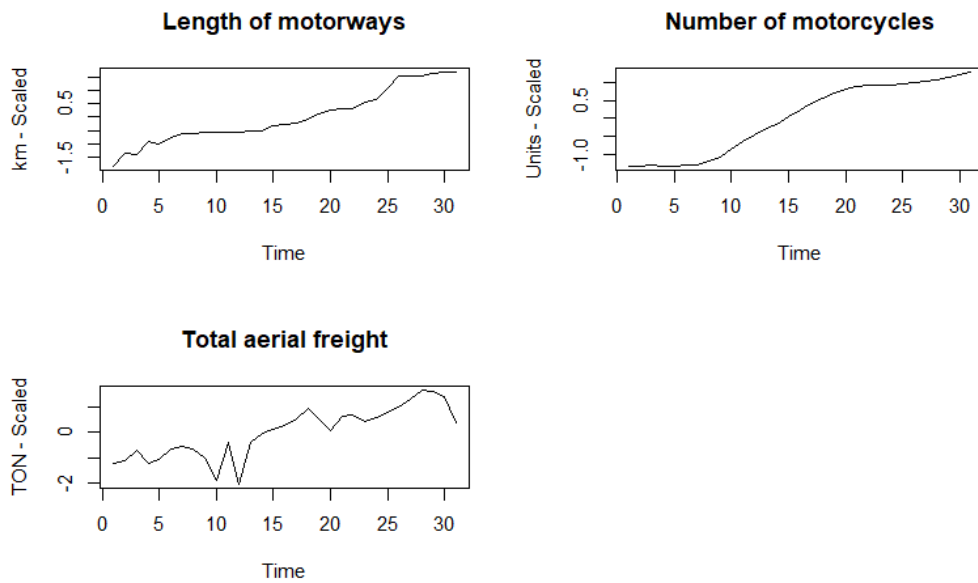 Length of motorways
km - Scaled
0.5
-1.5
0 5 10 15 20 25 30
Time
Number of motorcycles
Units - Scaled
0.5
-1.0
0 5 10 15 20 25 30
Time
Total aerial freight
TON - Scaled
0
-2
0 5 10 15 20 25 30
Time